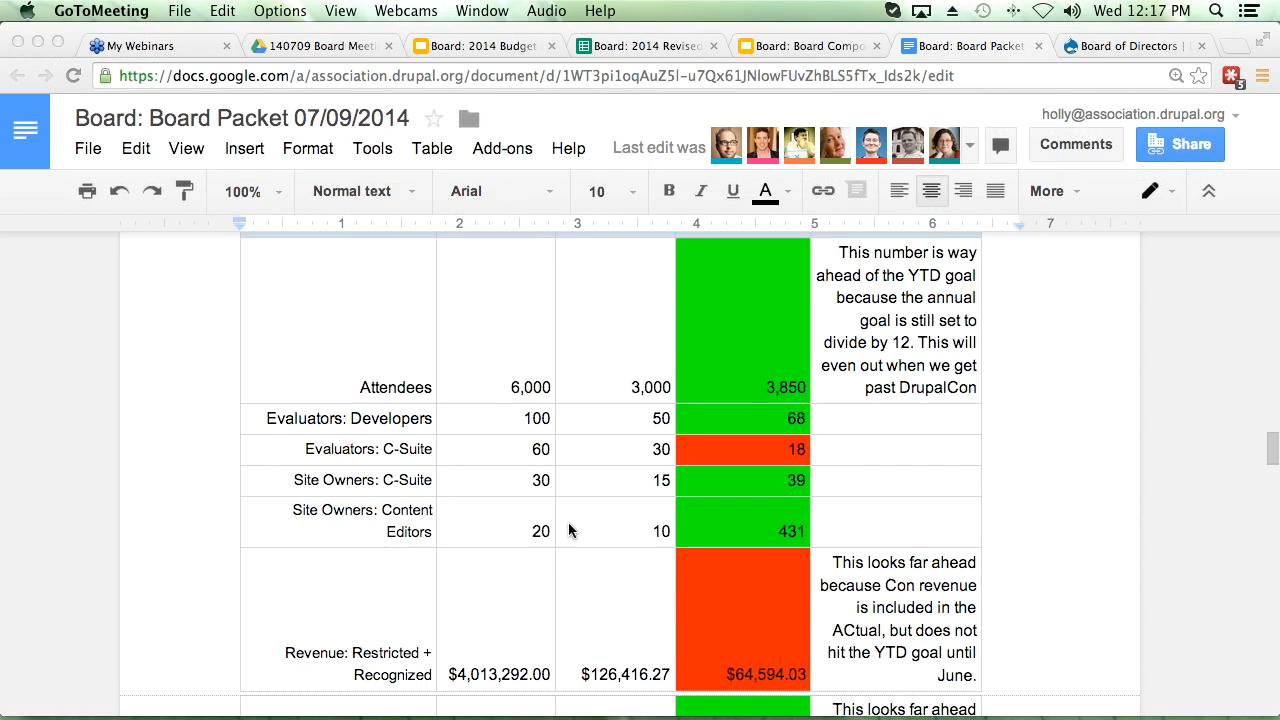 GoToMeeting File Edit Options View Webcams Window Audio Help Wed 12:17 PM
My Webinars × 140709 Board Meeti × Board: 2014 Budge × Board: 2014 Revise × Board: Board Comp × Board: Board Packet × Board of Directors ×
https://docs.google.com/a/association.drupal.org/document/d/1WT3pi1oqAuZ5l-u7Qx61JNlowFUvZhBLS5fTx_Ids2k/edit 5
Board: Board Packet 07/09/2014
holly@association.drupal.org
File Edit View Insert Format Tools Table Add-ons Help Last edit was Comments Share
100% Normal text Arial 10 B I U A More
1 2 3 4 5 6 7
This number is way
ahead of the YTD goal
because the annual
goal is still set to
divide by 12. This will
even out when we get
past DrupalCon
Attendees 6,000 3,000 3,850
Evaluators: Developers 100 50 68
Evaluators: C-Suite 60 30 18
Site Owners: C-Suite 30 15 39
Site Owners: Content
Editors 20 10 431
This looks far ahead
because Con revenue
is included in the
ACtual, but does not
hit the YTD goal until
June.
Revenue: Restricted +
Recognized $4,013,292.00 $126,416.27 $64,594.03
This looks far ahead